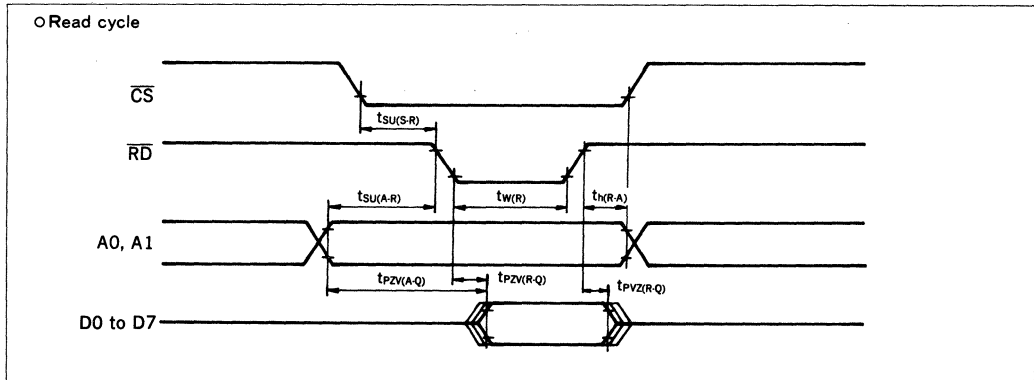 ○ Read cycle
CS
tSU(S-R)
RD
tSU(A-R)
tW(R)
th(R-A)
A0, A1
tPZV(A-Q)
tPZV(R-Q)
tPVZ(R-Q)
D0 to D7